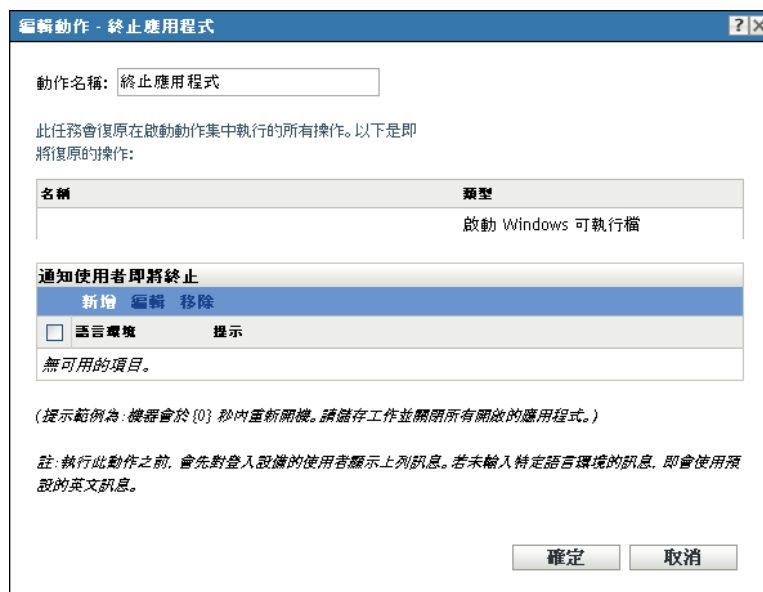 編輯動作 - 終止應用程式
動作名稱: 終止應用程式
此任務會復原在啟動動作集中執行的所有操作。以下是即
將復原的操作:
名稱 類型
啟動 Windows 可執行檔
通知使用者即將終止
新增 編輯 移除
語言環境 提示
無可用的項目。
(提示範例為:機器會於 {0} 秒內重新開機。請儲存工作並關閉所有開啟的應用程式。)
註:執行此動作之前, 會先對登入設備的使用者顯示上列訊息。若未輸入特定語言環境的訊息, 即會使用預
設的英文訊息。
確定 取消